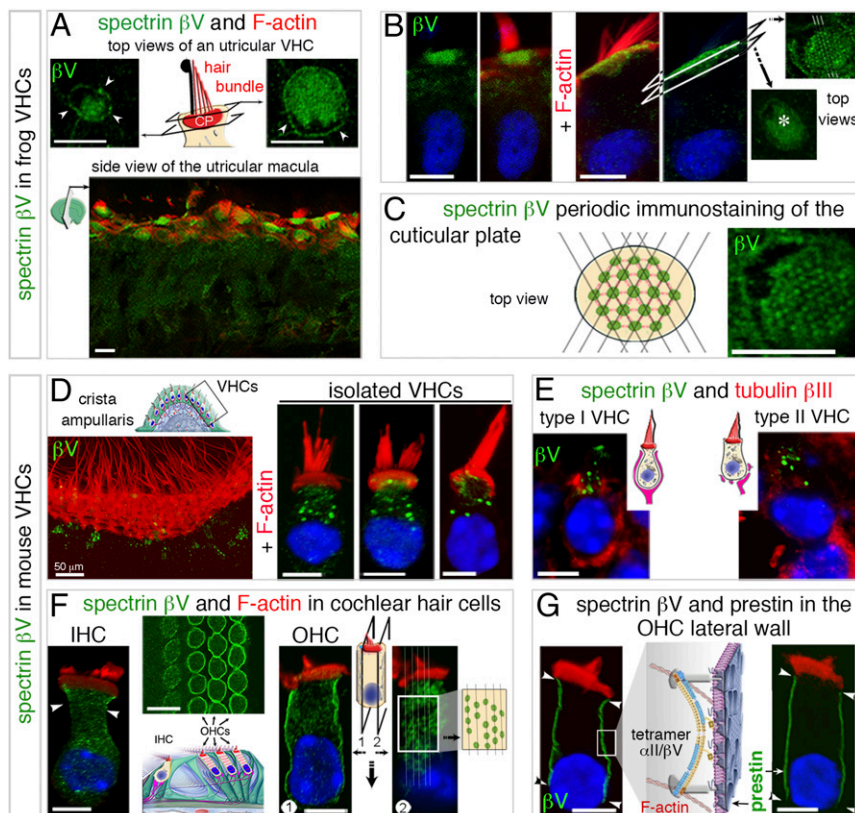 spectrin βV in frog VHCs
A
spectrin βV and F-actin
top views of an utricular VHC
βV
hair
bundle
CP
side view of the utricular macula
B
βV
+ F-actin
top
views
*
C
spectrin βV periodic immunostaining of the
cuticular plate
top view
βV
spectrin βV in mouse VHCs
D
crista
ampullaris
VHCs
βV
50 μm
isolated VHCs
+ F-actin
E
spectrin βV and tubulin βIII
type I VHC
type II VHC
βV
F
spectrin βV and F-actin in cochlear hair cells
IHC
OHC
OHCs
IHC
1 2
1
2
G
spectrin βV and prestin in the
OHC lateral wall
tetramer
αII/βV
βV
F-actin
prestin